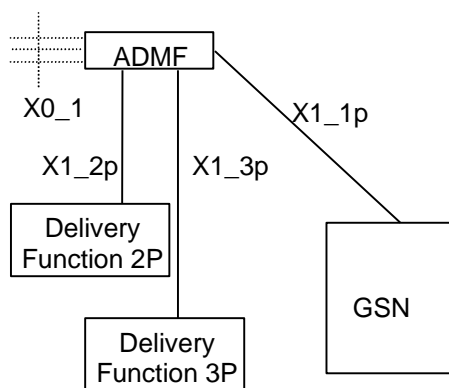 ADMF
X0_1
X1_1p
X1_2p
X1_3p
Delivery
Function 2P
GSN
Delivery
Function 3P